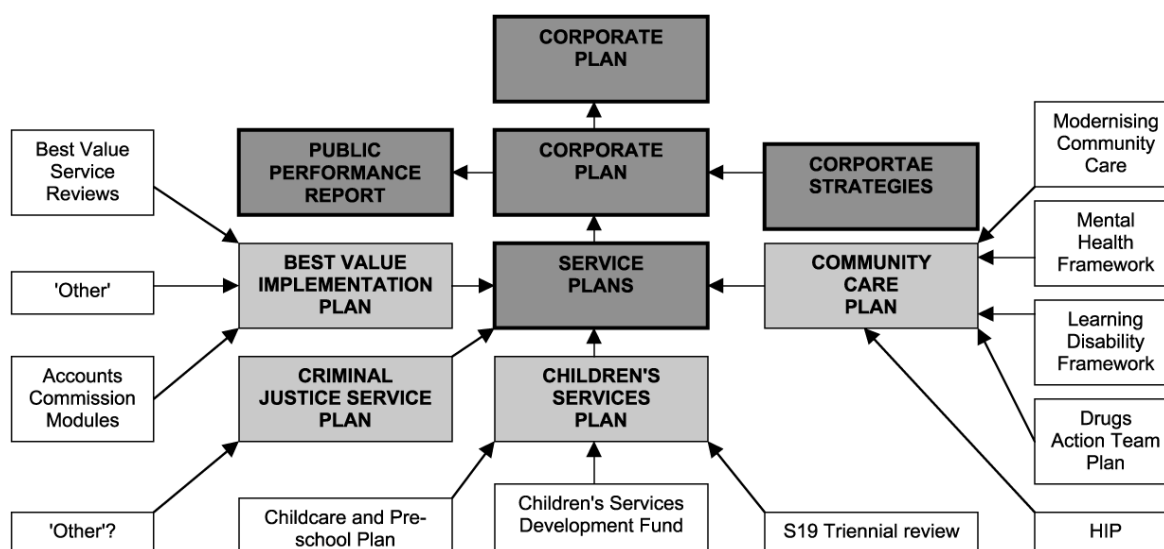 CORPORATE
PLAN
Best Value
Service
Reviews
PUBLIC
PERFORMANCE
REPORT
CORPORATE
PLAN
CORPORTAE
STRATEGIES
Modernising
Community
Care
'Other'
BEST VALUE
IMPLEMENTATION
PLAN
SERVICE
PLANS
COMMUNITY
CARE
PLAN
Mental
Health
Framework
Learning
Disability
Framework
Accounts
Commission
Modules
CRIMINAL
JUSTICE SERVICE
PLAN
CHILDREN'S
SERVICES
PLAN
Drugs
Action Team
Plan
'Other'?
Childcare and Pre-
school Plan
Children's Services
Development Fund
S19 Triennial review
HIP